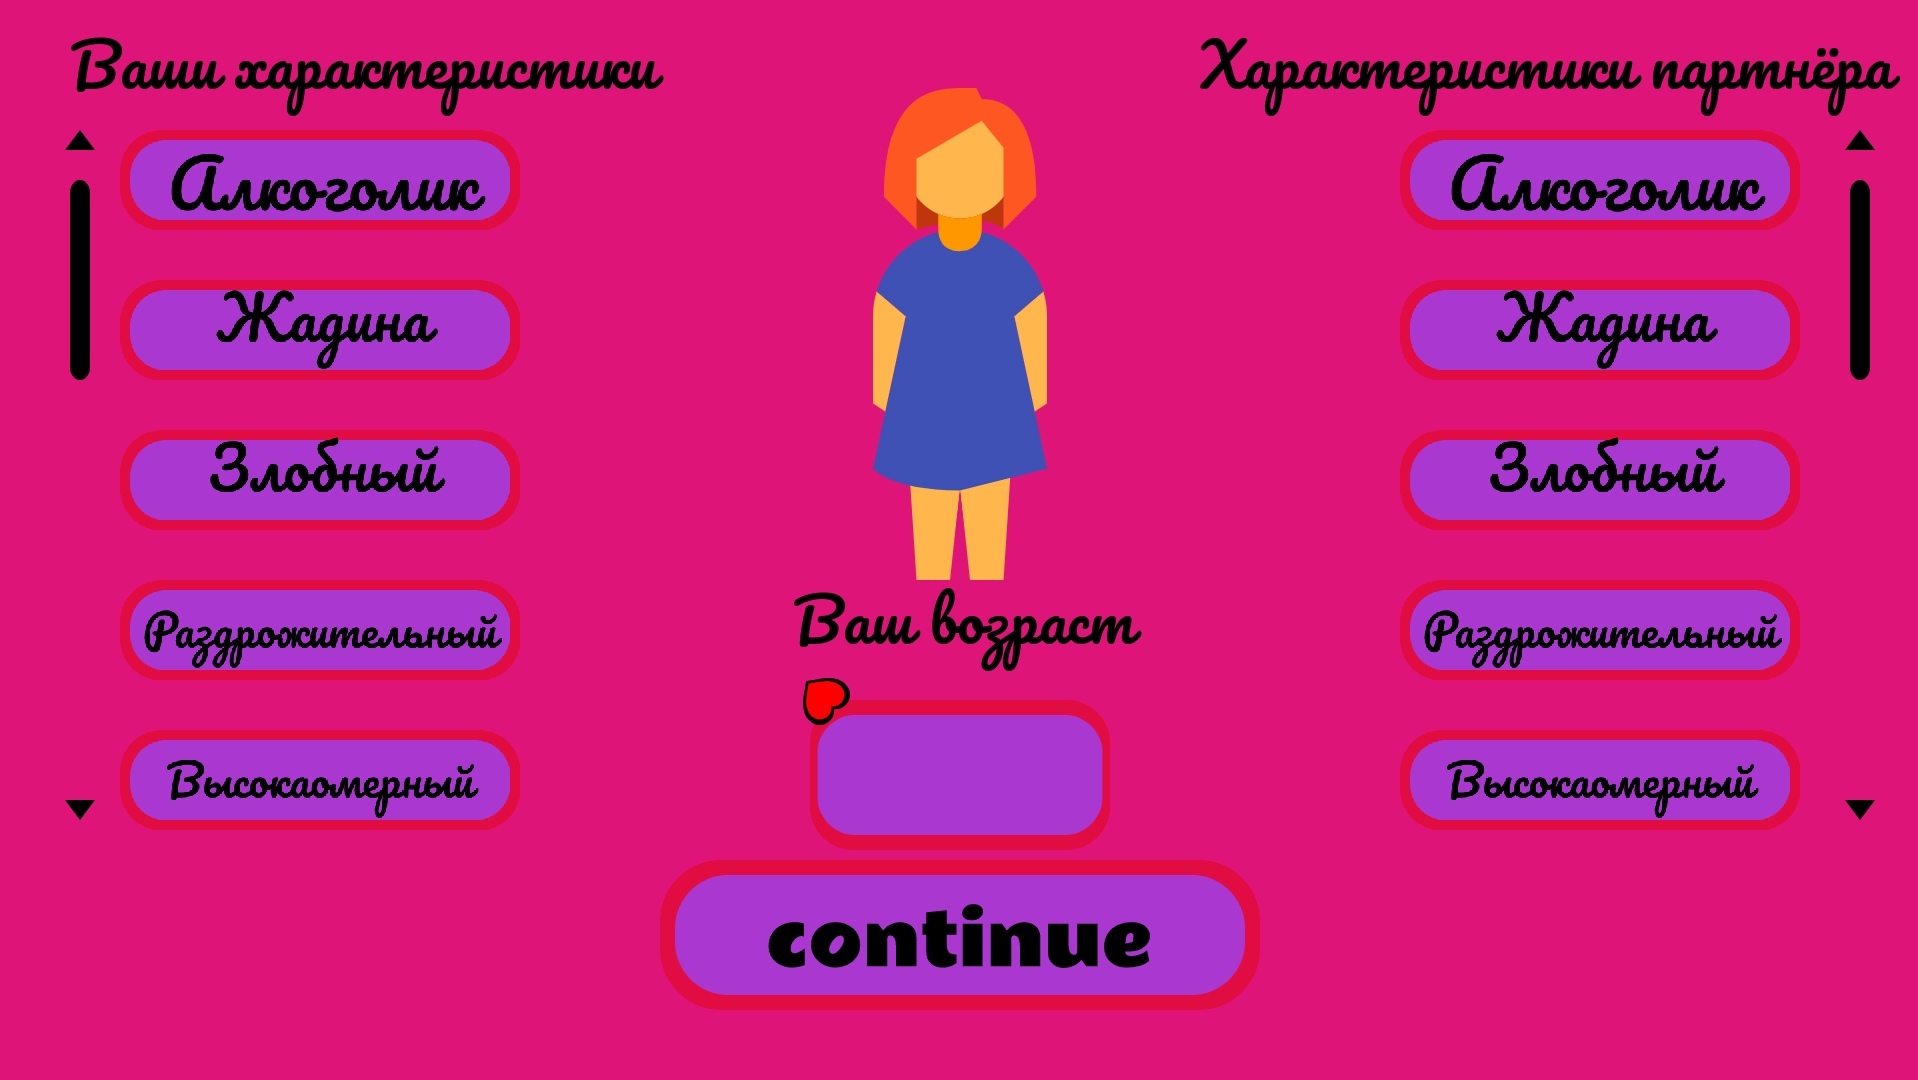 Ваши характеристики
Алкоголик
Жадина
Злобный
Раздрожительный
Высокаомерный
Ваш возраст
continue
Характеристики партнёра
Алкоголик
Жадина
Злобный
Раздрожительный
Высокаомерный